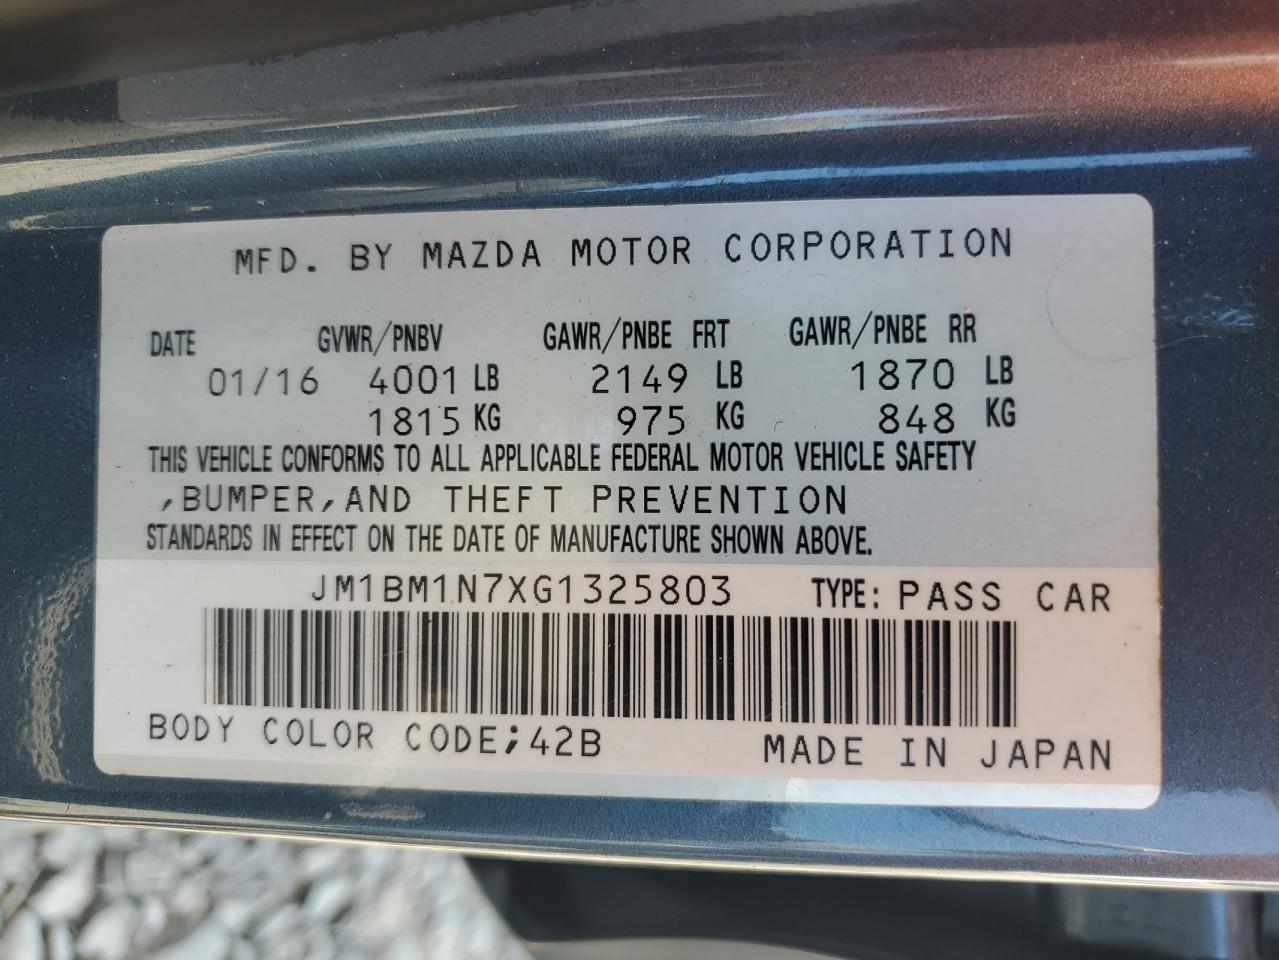 MFD. BY MAZDA MOTOR CORPORATION
DATE GVWR/PNBV GAWR/PNBE FRT GAWR/PNBE RR
01/16 4001 LB 2149 LB 1870 LB
1815 KG 975 KG 848 KG
THIS VEHICLE CONFORMS TO ALL APPLICABLE FEDERAL MOTOR VEHICLE SAFETY
,BUMPER,AND THEFT PREVENTION
STANDARDS IN EFFECT ON THE DATE OF MANUFACTURE SHOWN ABOVE.
JM1BM1N7XG1325803 TYPE: PASS CAR
BODY COLOR CODE;42B MADE IN JAPAN